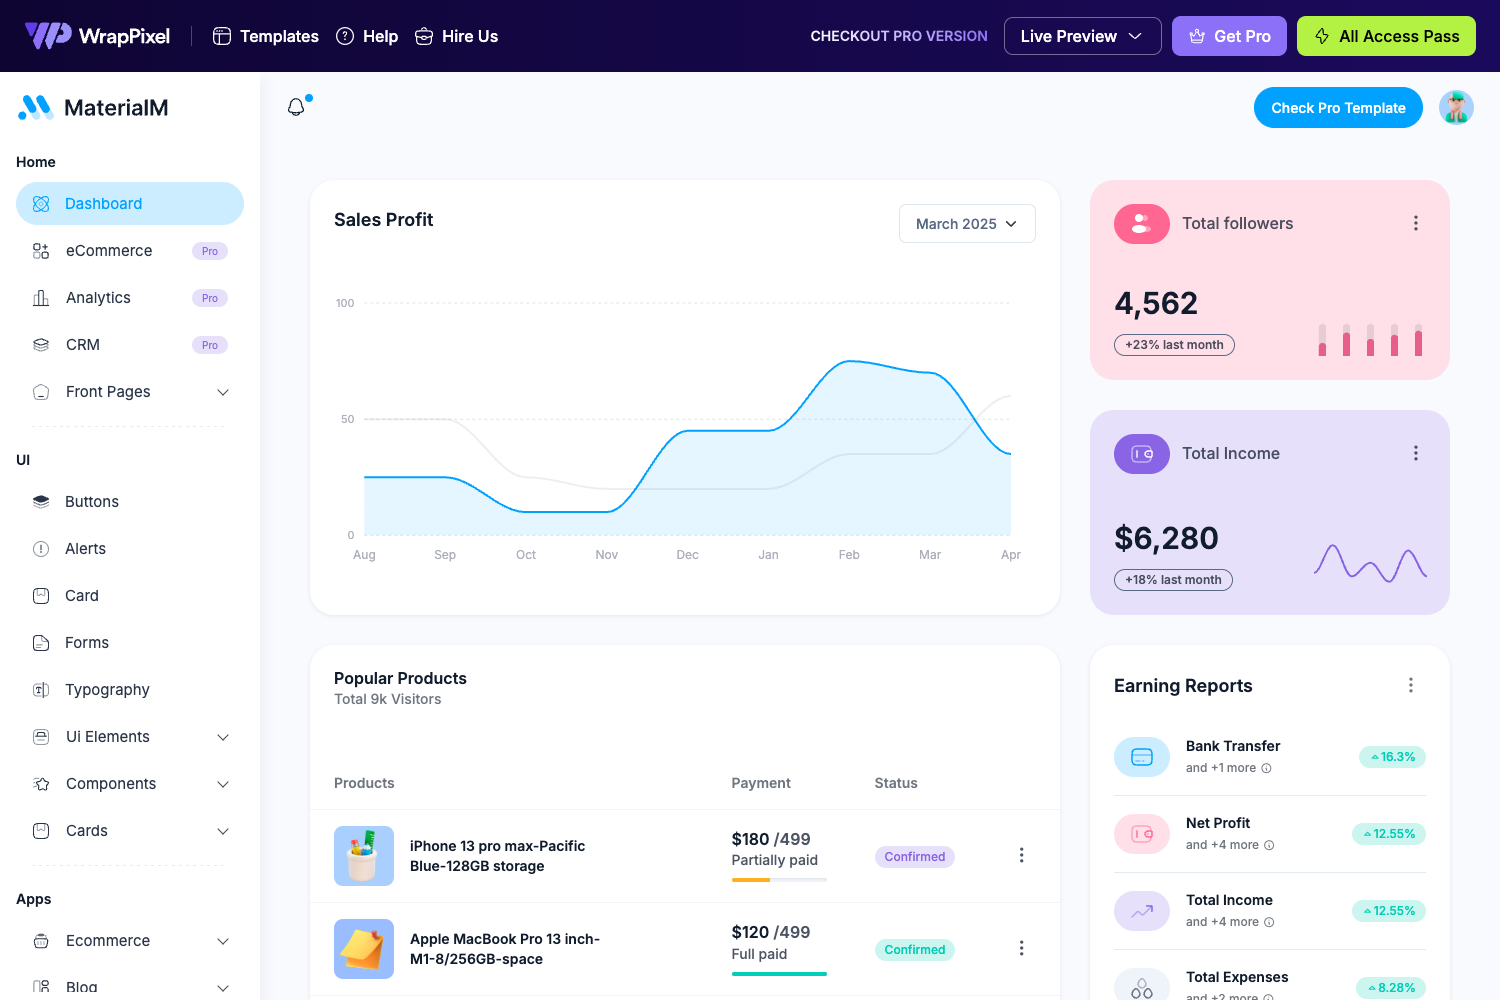 WrapPixel
Templates
Help
Hire Us
CHECKOUT PRO VERSION
Live Preview
Get Pro
All Access Pass
MaterialM
Check Pro Template
Home
Dashboard
eCommerce
Pro
Analytics
Pro
CRM
Pro
Front Pages
UI
Buttons
Alerts
Card
Forms
Typography
Ui Elements
Components
Cards
Apps
Ecommerce
Blog
Sales Profit
March 2025
100
50
0
Aug
Sep
Oct
Nov
Dec
Jan
Feb
Mar
Apr
Total followers
4,562
+23% last month
Total Income
$6,280
+18% last month
Popular Products
Total 9k Visitors
Products
Payment
Status
iPhone 13 pro max-Pacific
Blue-128GB storage
$180 /499
Partially paid
Confirmed
Apple MacBook Pro 13 inch-
M1-8/256GB-space
$120 /499
Full paid
Confirmed
Earning Reports
Bank Transfer
and +1 more
16.3%
Net Profit
and +4 more
12.55%
Total Income
and +4 more
12.55%
Total Expenses
and +2 more
8.28%